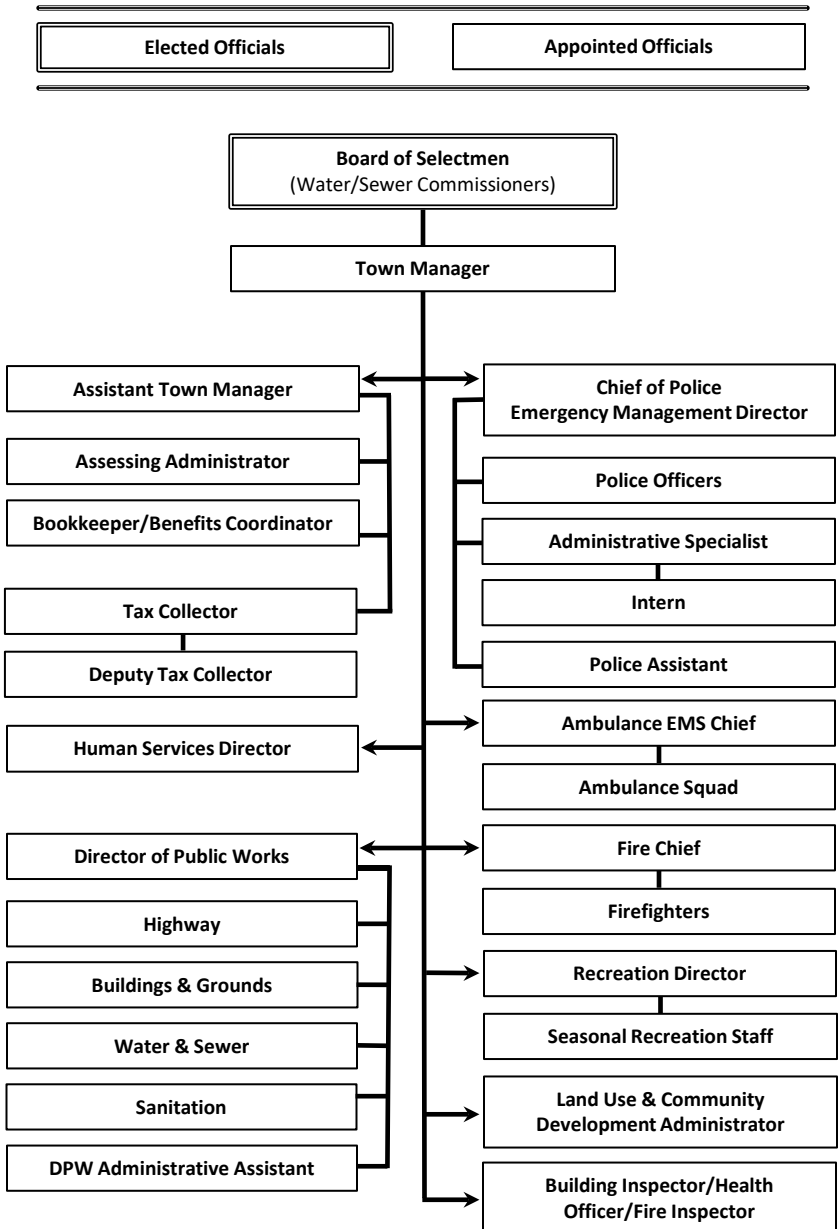 Elected Officials
Appointed Officials
Board of Selectmen
(Water/Sewer Commissioners)
Town Manager
Assistant Town Manager
Assessing Administrator
Bookkeeper/Benefits Coordinator
Tax Collector
Deputy Tax Collector
Human Services Director
Director of Public Works
Highway
Buildings & Grounds
Water & Sewer
Sanitation
DPW Administrative Assistant
Chief of Police
Emergency Management Director
Police Officers
Administrative Specialist
Intern
Police Assistant
Ambulance EMS Chief
Ambulance Squad
Fire Chief
Firefighters
Recreation Director
Seasonal Recreation Staff
Land Use & Community
Development Administrator
Building Inspector/Health
Officer/Fire Inspector